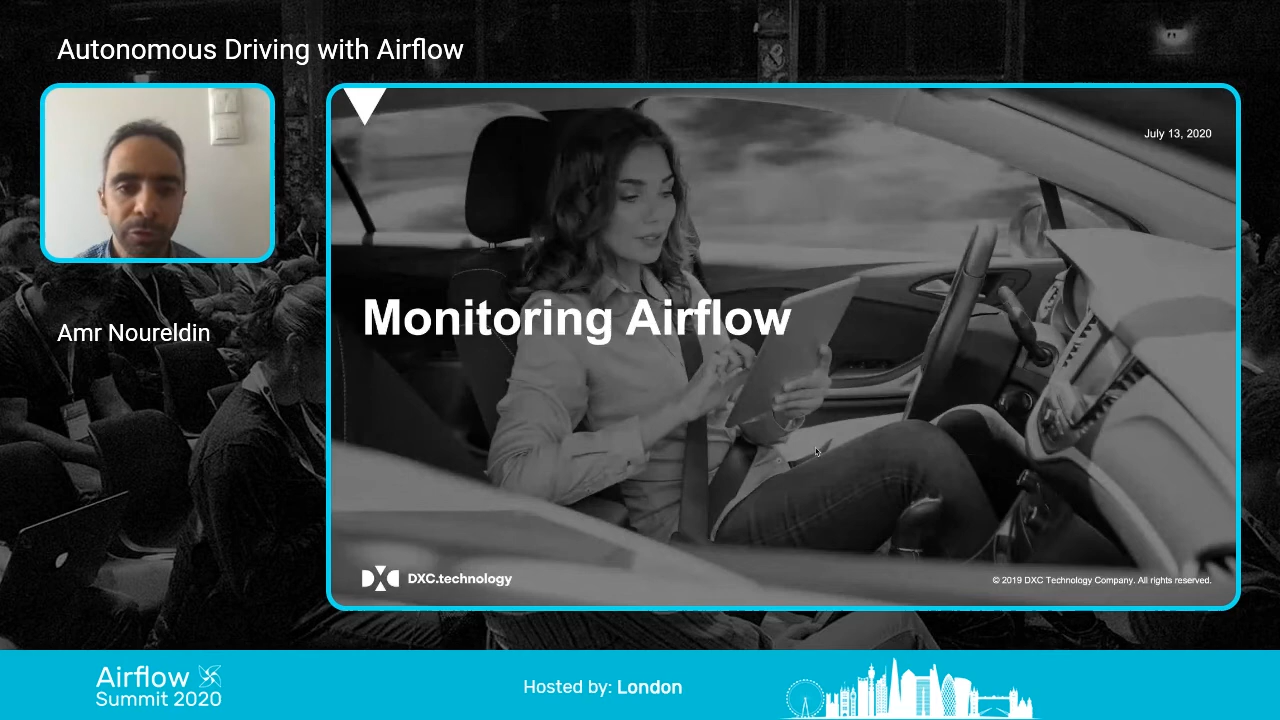 Autonomous Driving with Airflow
July 13, 2020
Monitoring Airflow
Amr Noureldin
DXC.technology
© 2019 DXC Technology Company. All rights reserved.
Airflow
Summit 2020
Hosted by: London